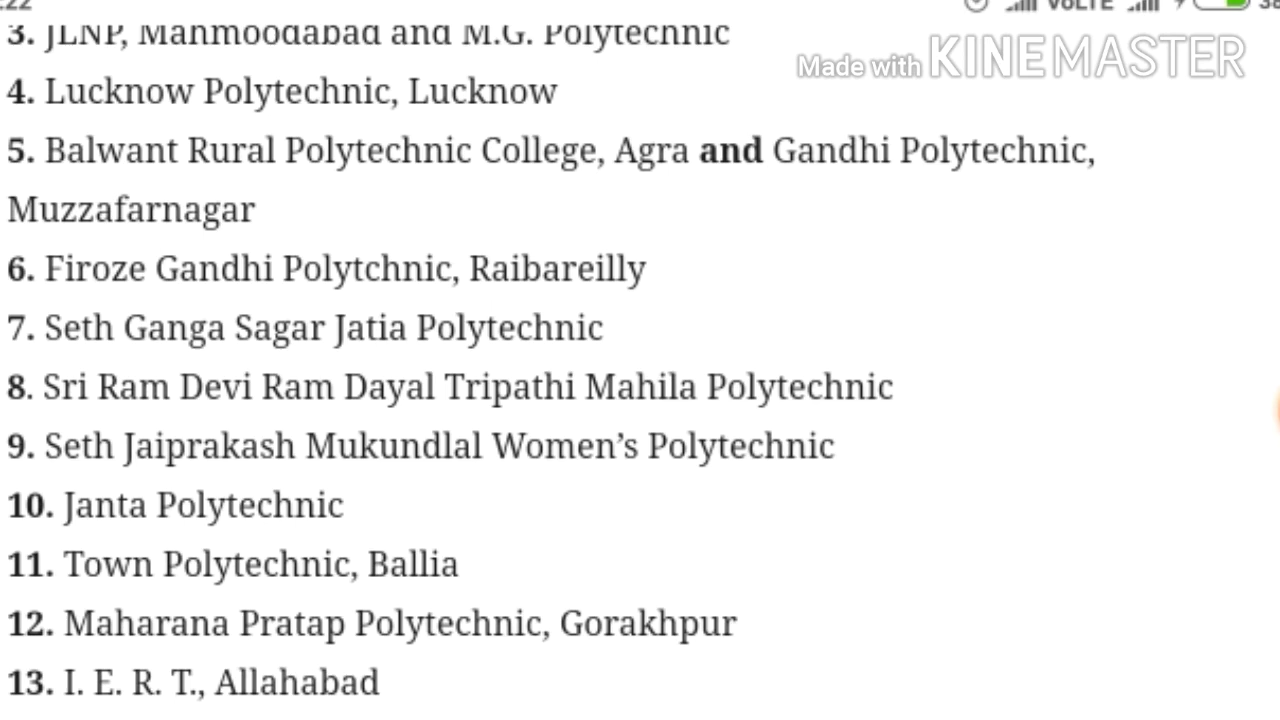 :22 VoLTE 38
3. JLNP, Mahmoodabad and M.G. Polytechnic
Made with KINEMASTER
4. Lucknow Polytechnic, Lucknow
5. Balwant Rural Polytechnic College, Agra and Gandhi Polytechnic,
Muzzafarnagar
6. Firoze Gandhi Polytchnic, Raibareilly
7. Seth Ganga Sagar Jatia Polytechnic
8. Sri Ram Devi Ram Dayal Tripathi Mahila Polytechnic
9. Seth Jaiprakash Mukundlal Women’s Polytechnic
10. Janta Polytechnic
11. Town Polytechnic, Ballia
12. Maharana Pratap Polytechnic, Gorakhpur
13. I. E. R. T., Allahabad